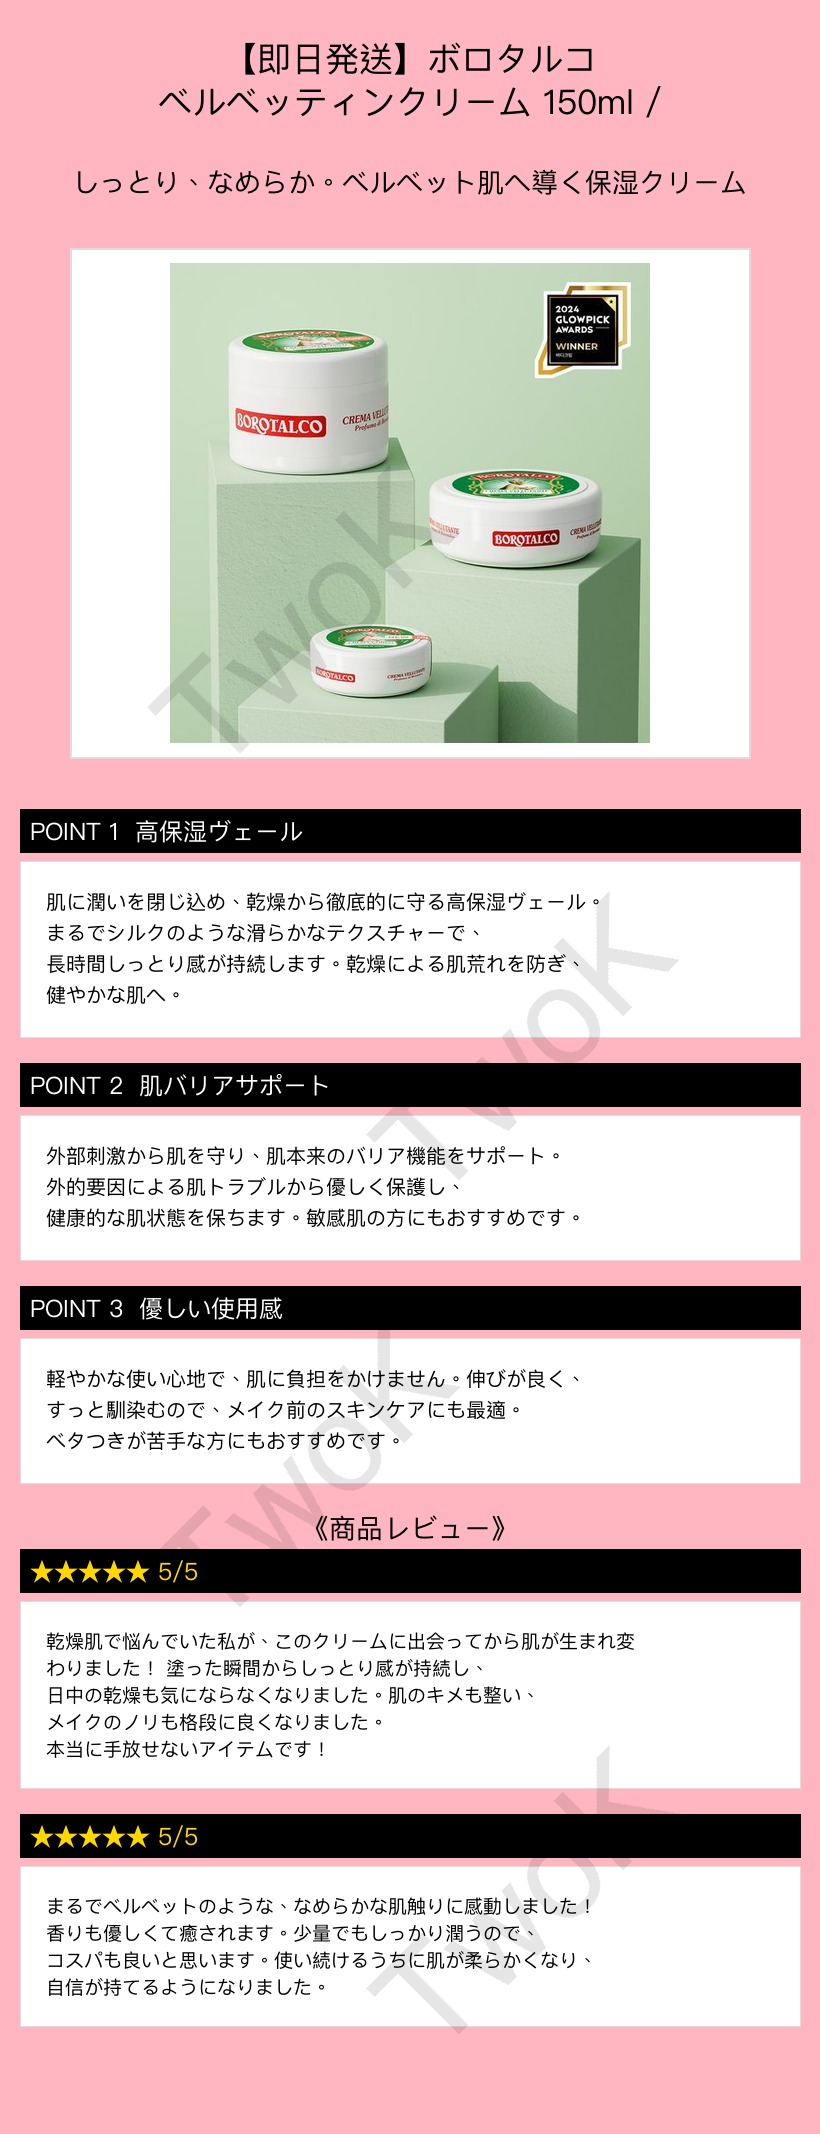 【即日発送】ボロタルコ
ベルベッティンクリーム 150ml /
しっとり、なめらか。ベルベット肌へ導く保湿クリーム
2024
GLOWPICK
AWARDS
WINNER
바디크림
BOROTALCO
BOROTALCO
CREMA VELLUT
Profumo di Boro
BOROTALCO
CREMA VELLUTANTE
BOROTALCO
CREMA VELLUTANTE
BOROTALCO
CREMA VELLUTANTE
TwoK
POINT 1 高保湿ヴェール
肌に潤いを閉じ込め、乾燥から徹底的に守る高保湿ヴェール。
まるでシルクのような滑らかなテクスチャーで、
長時間しっとり感が持続します。乾燥による肌荒れを防ぎ、
健やかな肌へ。
TwoK
POINT 2 肌バリアサポート
外部刺激から肌を守り、肌本来のバリア機能をサポート。
外的要因による肌トラブルから優しく保護し、
健康的な肌状態を保ちます。敏感肌の方にもおすすめです。
POINT 3 優しい使用感
軽やかな使い心地で、肌に負担をかけません。伸びが良く、
すっと馴染むので、メイク前のスキンケアにも最適。
ベタつきが苦手な方にもおすすめです。
TwoK
《商品レビュー》
★★★★★ 5/5
乾燥肌で悩んでいた私が、このクリームに出会ってから肌が生まれ変
わりました！ 塗った瞬間からしっとり感が持続し、
日中の乾燥も気にならなくなりました。肌のキメも整い、
メイクのノリも格段に良くなりました。
本当に手放せないアイテムです！
★★★★★ 5/5
まるでベルベットのような、なめらかな肌触りに感動しました！
香りも優しくて癒されます。少量でもしっかり潤うので、
コスパも良いと思います。使い続けるうちに肌が柔らかくなり、
自信が持てるようになりました。
TwoK